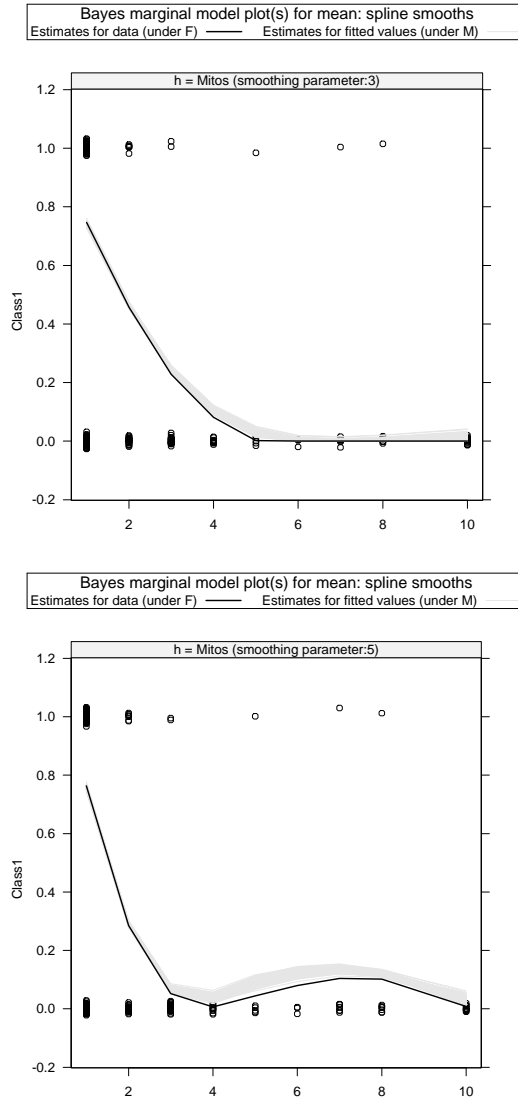 Bayes marginal model plot(s) for mean: spline smooths
Estimates for data (under F) Estimates for fitted values (under M)
h = Mitos (smoothing parameter:3)
1.2
1.0
0.8
0.6
0.4
0.2
0.0
-0.2
Class1
2 4 6 8 10
Bayes marginal model plot(s) for mean: spline smooths
Estimates for data (under F) Estimates for fitted values (under M)
h = Mitos (smoothing parameter:5)
1.2
1.0
0.8
0.6
0.4
0.2
0.0
-0.2
Class1
2 4 6 8 10